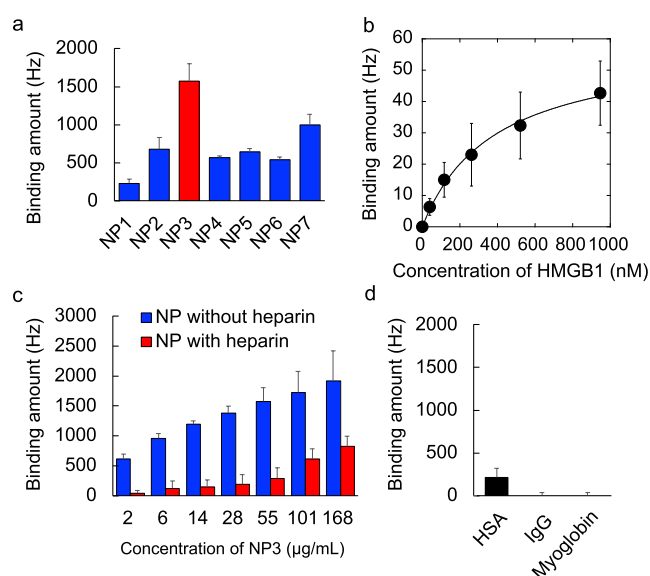 a
Binding amount (Hz)
2000
1500
1000
500
0
NP1
NP2
NP3
NP4
NP5
NP6
NP7
b
Binding amount (Hz)
60
50
40
30
20
10
0
0 200 400 600 800 1000
Concentration of HMGB1 (nM)
c
Binding amount (Hz)
3000
2500
2000
1500
1000
500
0
NP without heparin
NP with heparin
2 6 14 28 55 101 168
Concentration of NP3 (µg/mL)
d
Binding amount (Hz)
2000
1500
1000
500
0
HSA
IgG
Myoglobin